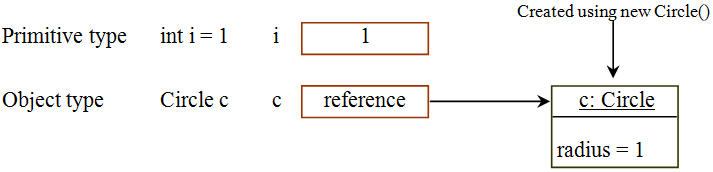 Created using new Circle()
Primitive type int i = 1 i 1
Object type Circle c c reference c: Circle
radius = 1